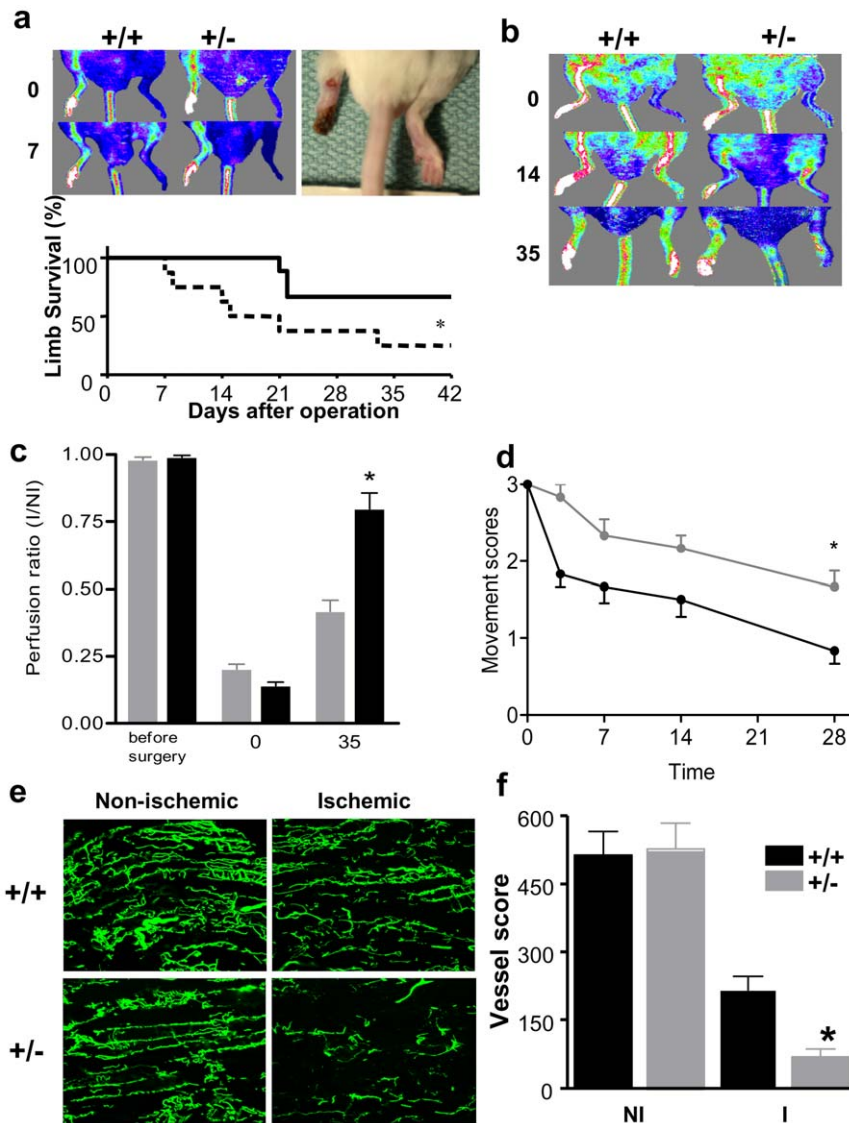 a
+/+ +/-
0
7
Limb Survival (%)
100
50
0
0 7 14 21 28 35 42
*
Days after operation
b
+/+ +/-
0
14
35
c
Perfusion ratio (I/NI)
1.00
0.75
0.50
0.25
0.00
*
before surgery 0 35
d
Movement scores
3
2
1
0
*
0 7 14 21 28
Time
e
Non-ischemic Ischemic
+/+
+/-
f
Vessel score
600
450
300
150
0
+/+
+/-
*
NI I